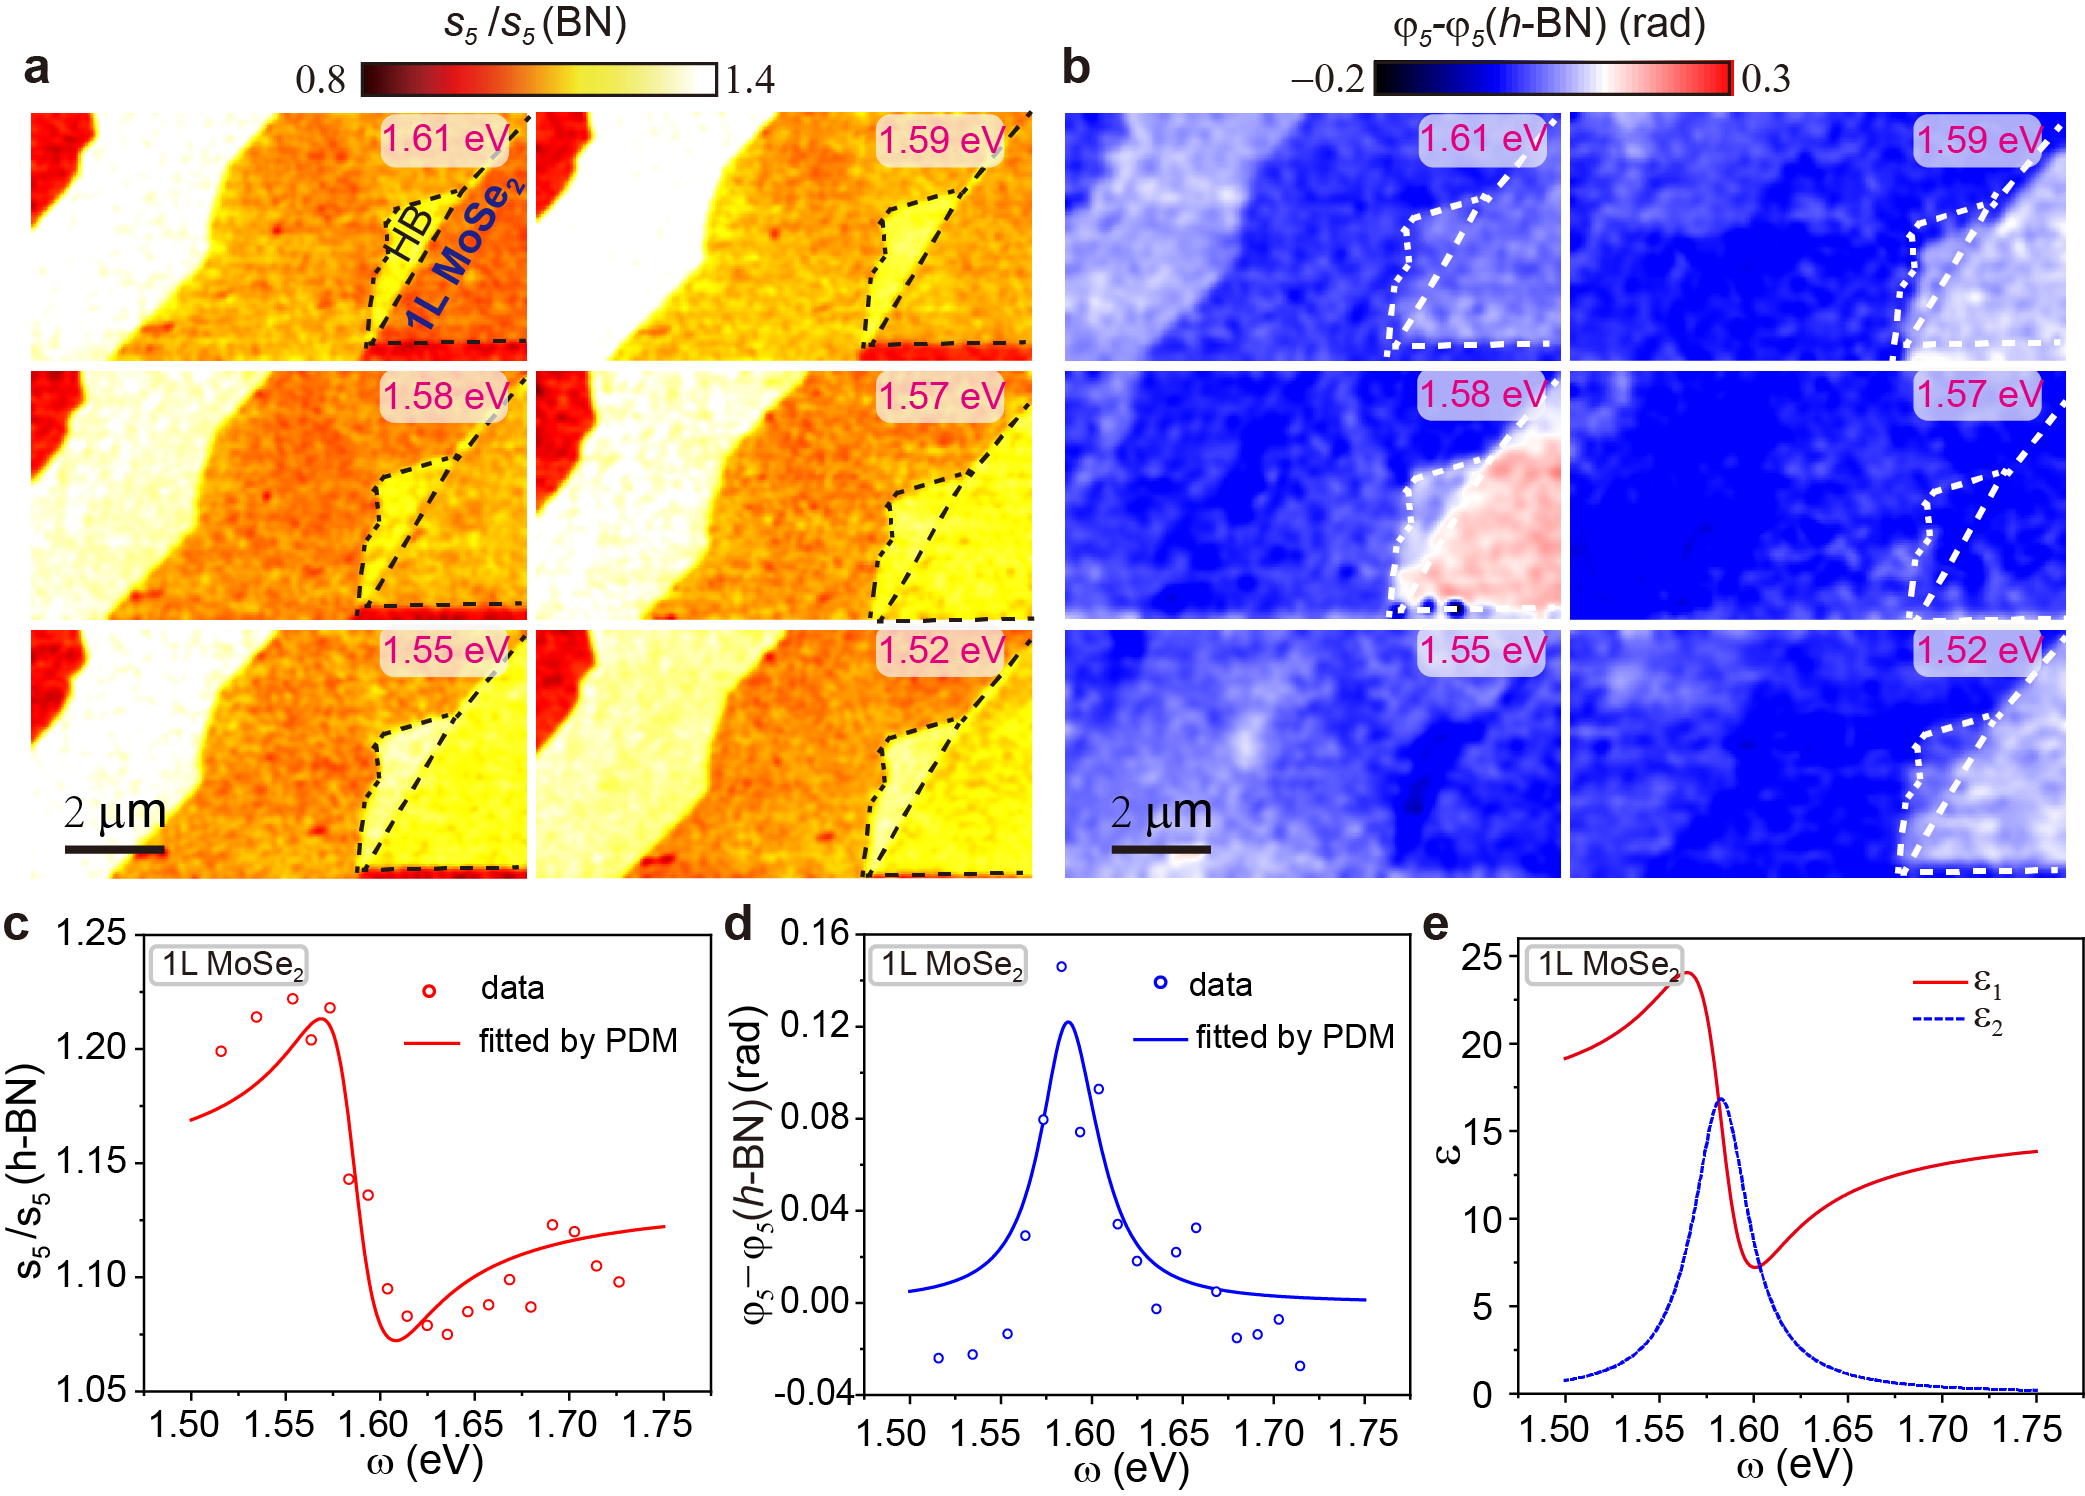 a
s5 /s5 (BN)
0.8
1.4
1.61 eV
HB
1L MoSe2
1.59 eV
1.58 eV
1.57 eV
1.55 eV
2 μm
1.52 eV
b
φ5-φ5(h-BN) (rad)
−0.2
0.3
1.61 eV
1.59 eV
1.58 eV
1.57 eV
1.55 eV
2 μm
1.52 eV
c
1L MoSe2
data
fitted by PDM
s5 /s5 (h-BN)
1.25
1.20
1.15
1.10
1.05
1.50 1.55 1.60 1.65 1.70 1.75
ω (eV)
d
1L MoSe2
data
fitted by PDM
φ5−φ5(h-BN) (rad)
0.16
0.12
0.08
0.04
0.00
-0.04
1.50 1.55 1.60 1.65 1.70 1.75
ω (eV)
e
1L MoSe2
ε1
ε2
ε
25
20
15
10
5
0
1.50 1.55 1.60 1.65 1.70 1.75
ω (eV)